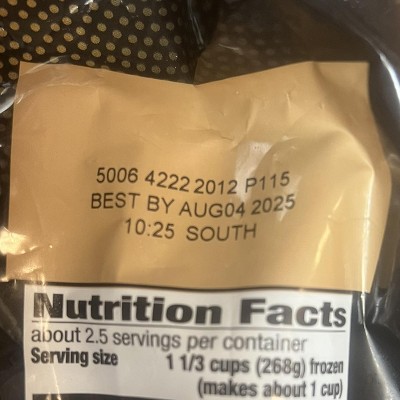 5006 4222 2012 P115
BEST BY AUG04 2025
10:25 SOUTH
Nutrition Facts
about 2.5 servings per container
Serving size 1 1/3 cups (268g) frozen
(makes about 1 cup)